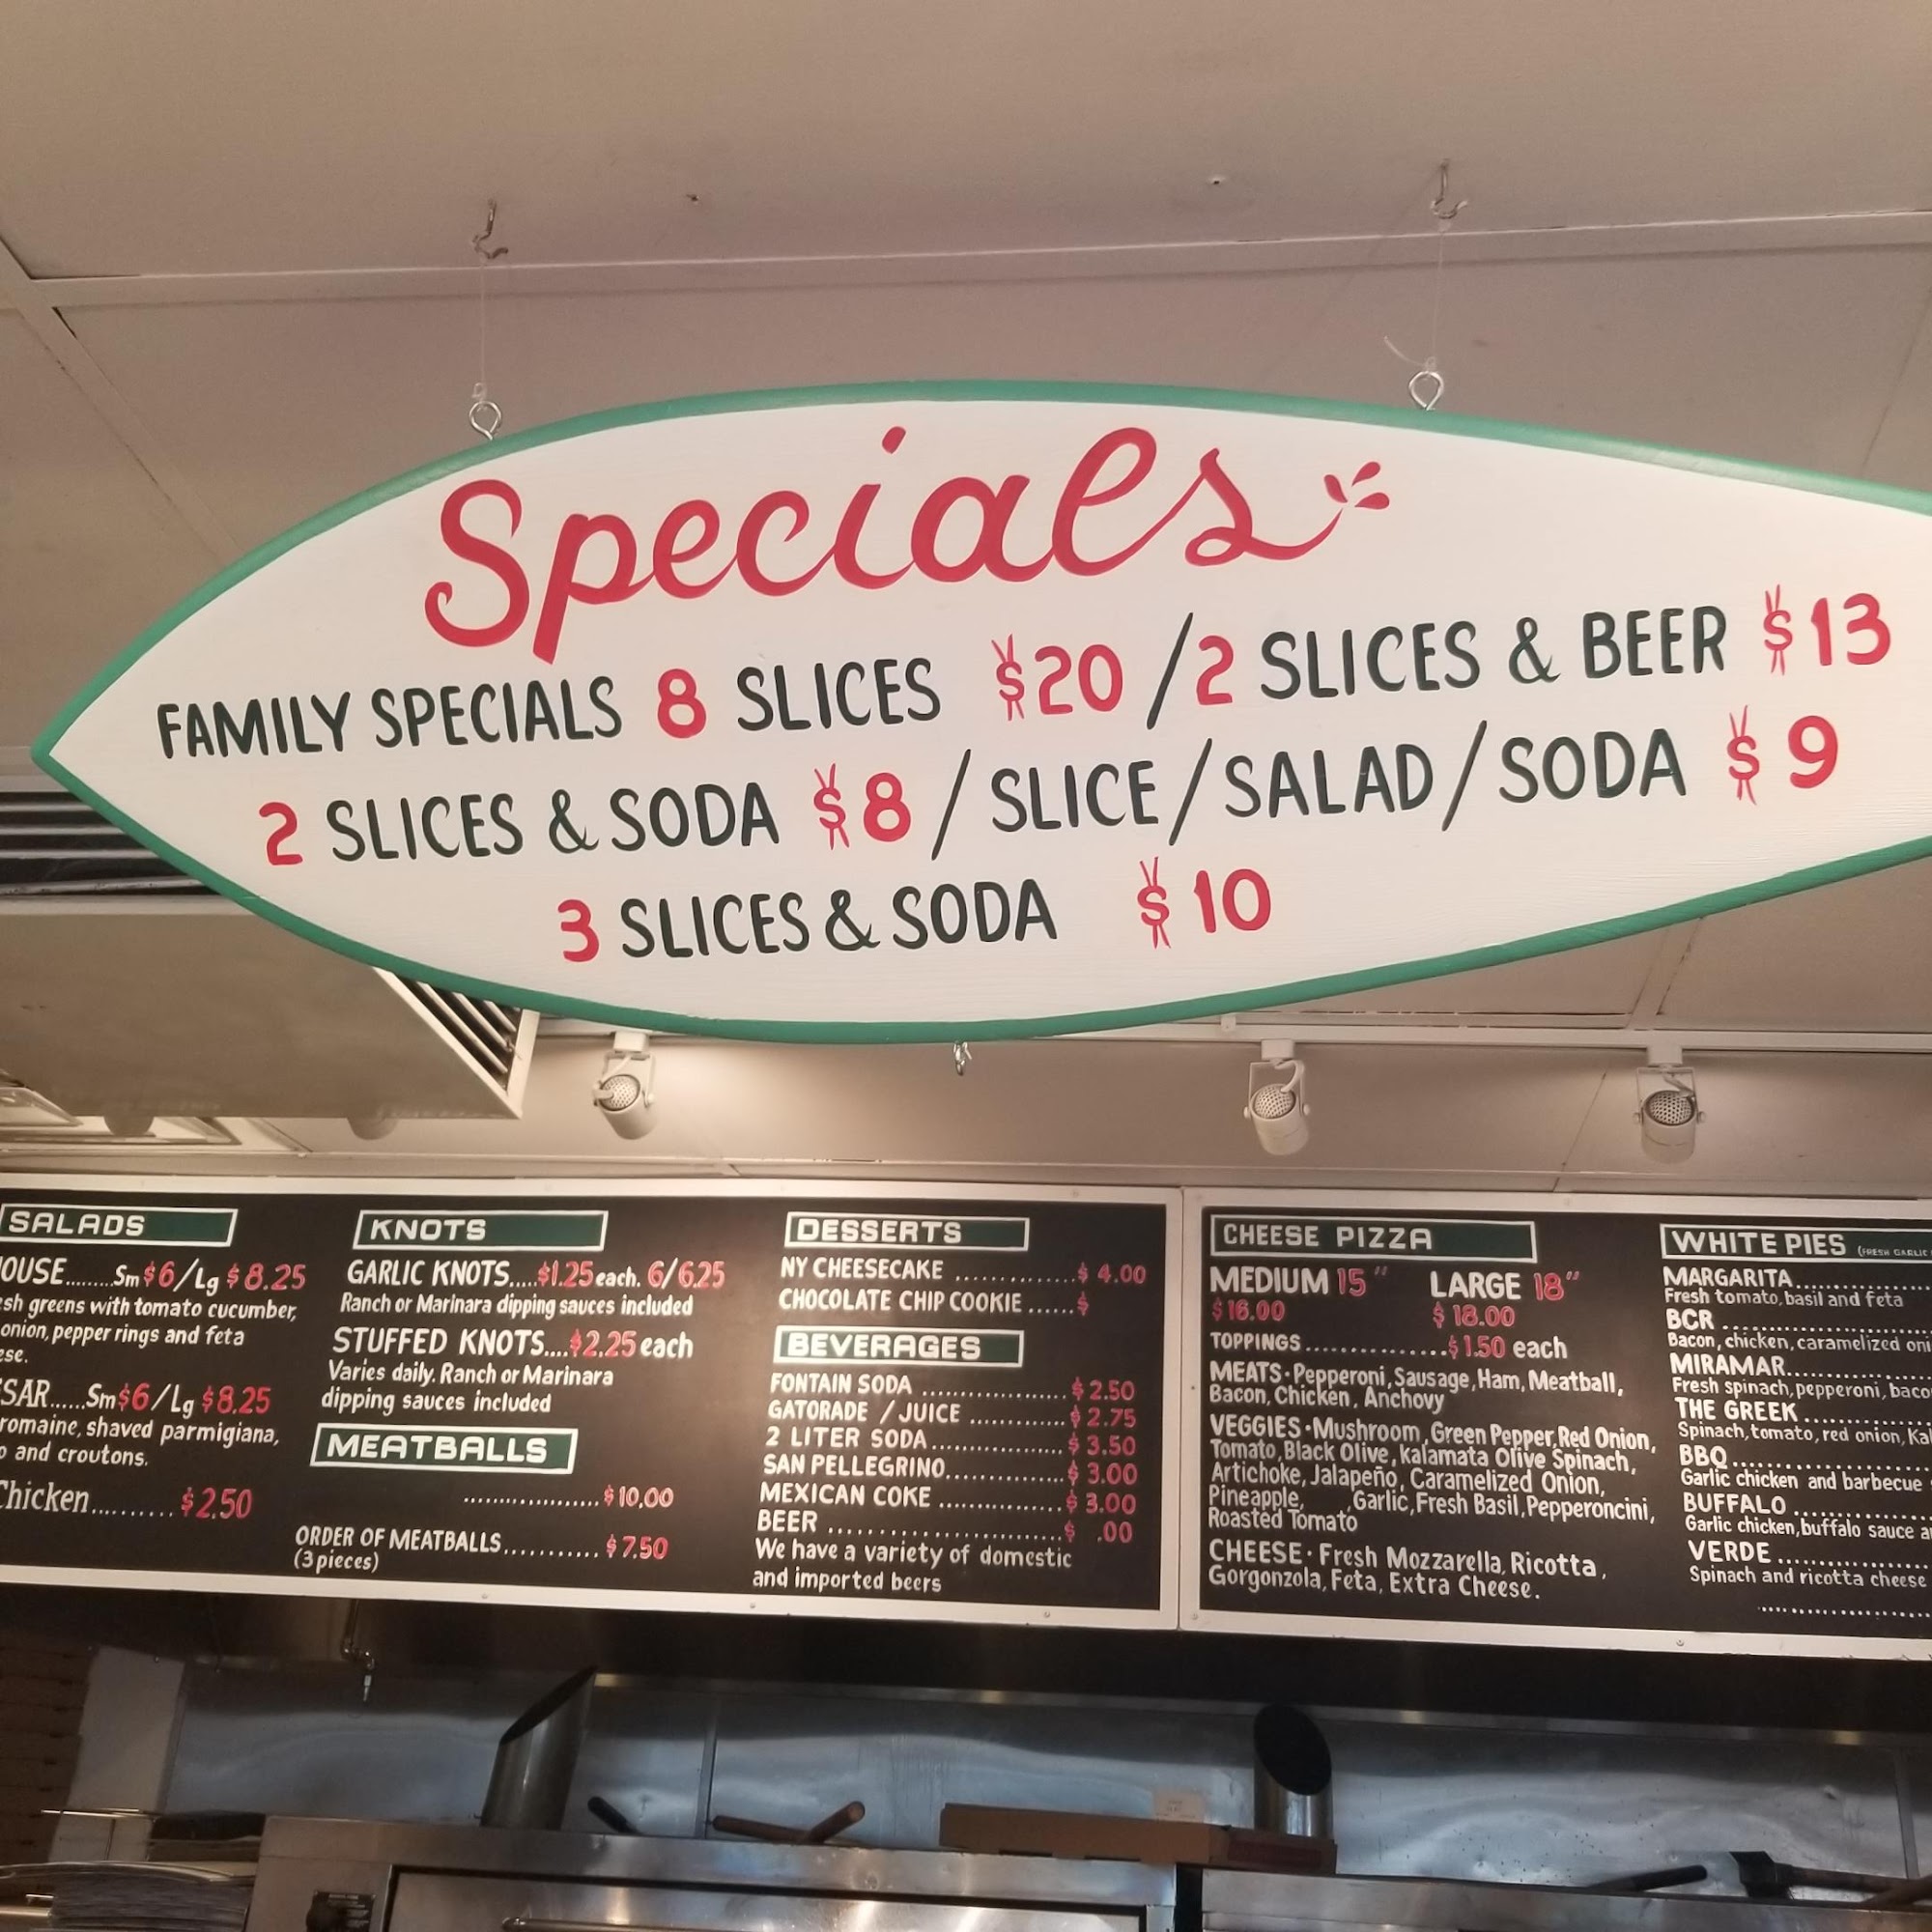 Specials
FAMILY SPECIALS 8 SLICES $20 / 2 SLICES & BEER $13
2 SLICES & SODA $8 / SLICE / SALAD / SODA $9
3 SLICES & SODA $10
SALADS
OUSE........Sm $6/Lg $8.25
esh greens with tomato cucumber,
onion, pepper rings and feta
ese.
SAR......Sm $6/Lg $8.25
romaine, shaved parmigiana,
o and croutons.
Chicken.......... $2.50
KNOTS
GARLIC KNOTS.....$1.25 each. 6/6.25
Ranch or Marinara dipping sauces included
STUFFED KNOTS....$2.25 each
Varies daily. Ranch or Marinara
dipping sauces included
MEATBALLS
...................$10.00
ORDER OF MEATBALLS........... $7.50
(3 pieces)
DESSERTS
NY CHEESECAKE ...............$4.00
CHOCOLATE CHIP COOKIE ......$
BEVERAGES
FONTAIN SODA ..................$2.50
GATORADE / JUICE ............$2.75
2 LITER SODA.................$3.50
SAN PELLEGRINO...............$3.00
MEXICAN COKE ................$3.00
BEER ...........................$ .00
We have a variety of domestic
and imported beers
CHEESE PIZZA
MEDIUM 15" LARGE 18"
$16.00 $18.00
TOPPINGS................$1.50 each
MEATS • Pepperoni, Sausage, Ham, Meatball,
Bacon, Chicken, Anchovy
VEGGIES • Mushroom, Green Pepper, Red Onion,
Tomato, Black Olive, Kalamata Olive Spinach,
Artichoke, Jalapeño, Caramelized Onion,
Pineapple, Garlic, Fresh Basil, Pepperoncini,
Roasted Tomato
CHEESE • Fresh Mozzarella, Ricotta,
Gorgonzola, Feta, Extra Cheese.
WHITE PIES (FRESH GARLIC
MARGARITA................
Fresh tomato, basil and feta
BCR ......................
Bacon, chicken, caramelized oni
MIRAMAR................
Fresh spinach, pepperoni, baco
THE GREEK..............
Spinach, tomato, red onion, Kal
BBQ.......................
Garlic chicken and barbecue
BUFFALO ................
Garlic chicken, buffalo sauce a
VERDE ...................
Spinach and ricotta cheese